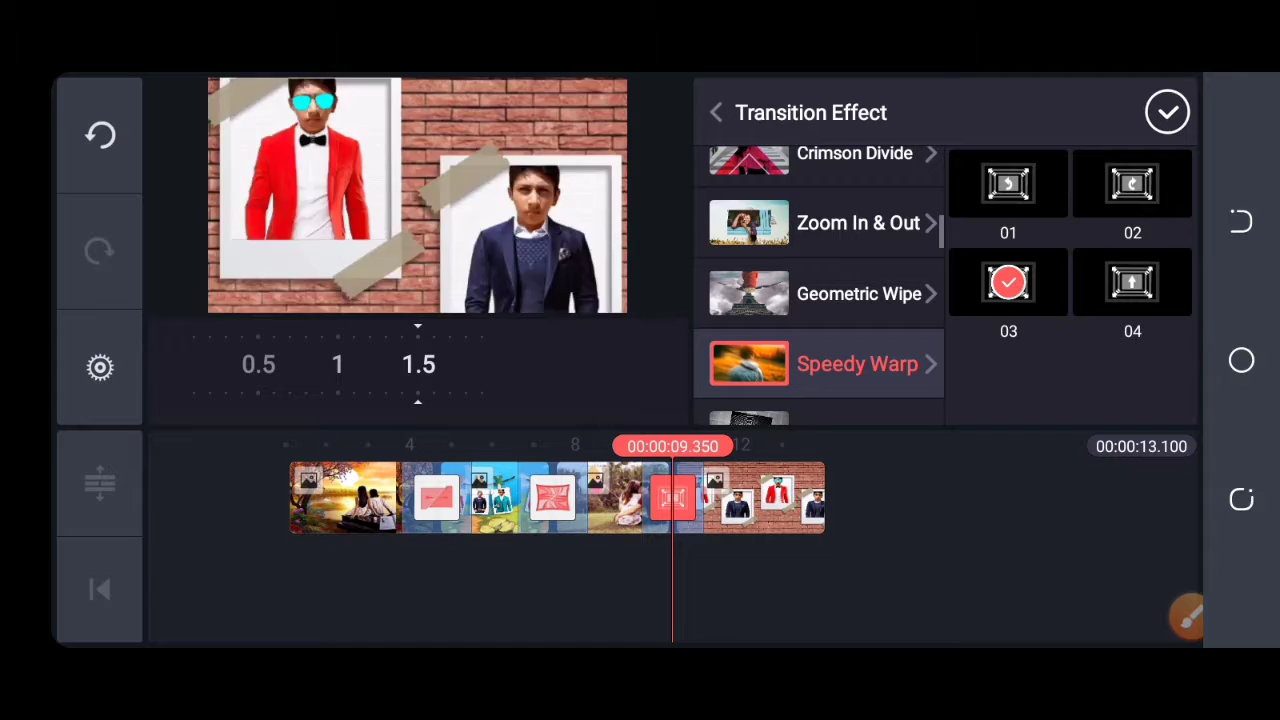 Transition Effect
Crimson Divide
Zoom In & Out
Geometric Wipe
Speedy Warp
01
02
03
04
0.5 1 1.5
4
8
00:00:09.350
12
00:00:13.100